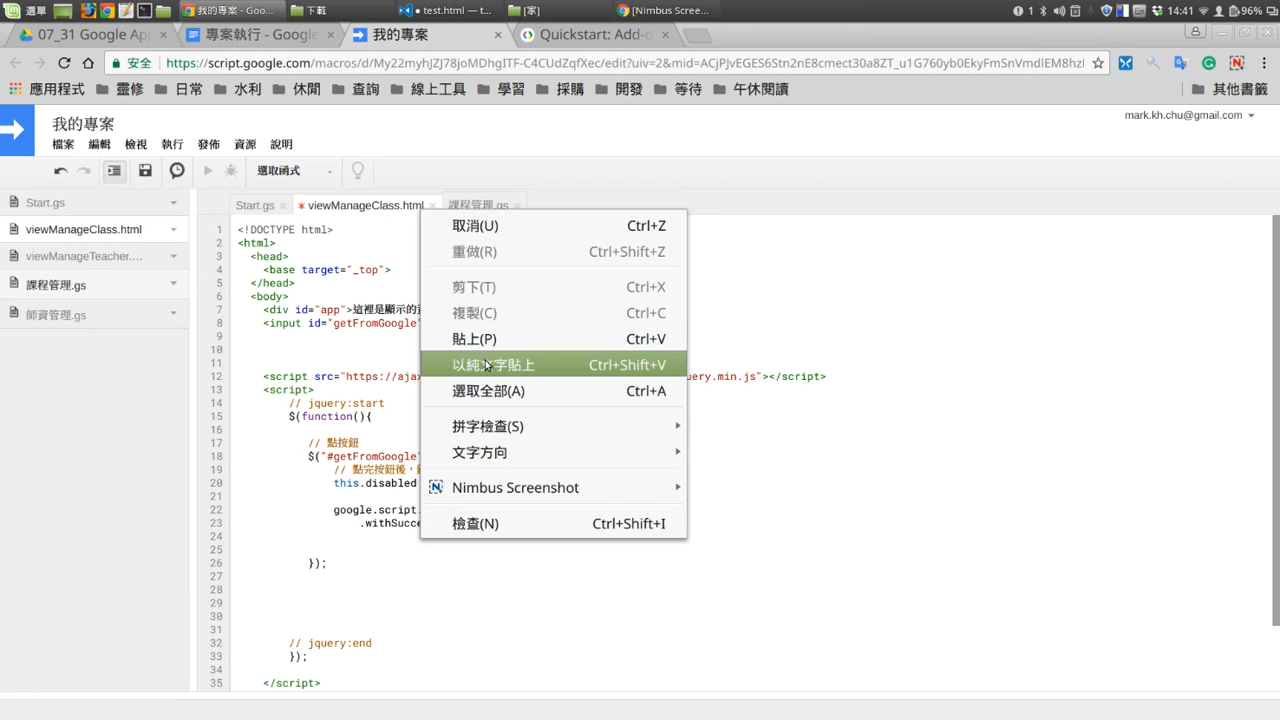 選單
我的專案 - Goo...
下載
● test.html — t...
[家]
[Nimbus Scree...
1
En
14:41
96%
07_31 Google Ap
專案執行 - Google
我的專案
Quickstart: Add-o
安全
https://script.google.com/macros/d/My22myhJZJ78joMDhgITF-C4CUdZqfXec/edit?uiv=2&mid=ACjPJvEGES6Stn2nE8cmect30a8ZT_u1G760yb0EkyFmSnVmdlEM8hzl
應用程式
靈修
日常
水利
休閒
查詢
線上工具
學習
採購
開發
等待
午休閱讀
其他書籤
我的專案
mark.kh.chu@gmail.com
檔案 編輯 檢視 執行 發佈 資源 說明
選取函式
Start.gs
viewManageClass.html
viewManageTeacher....
課程管理.gs
師資管理.gs
Start.gs
* viewManageClass.html
課程管理.gs
1 <!DOCTYPE html>
2 <html>
3 <head>
4 <base target="_top">
5 </head>
6 <body>
7 <div id="app">這裡是顯示的
8 <input id="getFromGoogle"
9
10
11
12 <script src="https://ajax query.min.js"></script>
13 <script>
14 // jquery:start
15 $(function(){
16
17 // 點按鈕
18 $("#getFromGoogle"
19 // 點完按鈕後，
20 this.disabled
21
22 google.script.
23 .withSucce
24
25
26 });
27
28
29
30
31
32 // jquery:end
33 });
34
35 </script>
取消(U) Ctrl+Z
重做(R) Ctrl+Shift+Z
剪下(T) Ctrl+X
複製(C) Ctrl+C
貼上(P) Ctrl+V
以純文字貼上 Ctrl+Shift+V
選取全部(A) Ctrl+A
拼字檢查(S)
文字方向
Nimbus Screenshot
檢查(N) Ctrl+Shift+I